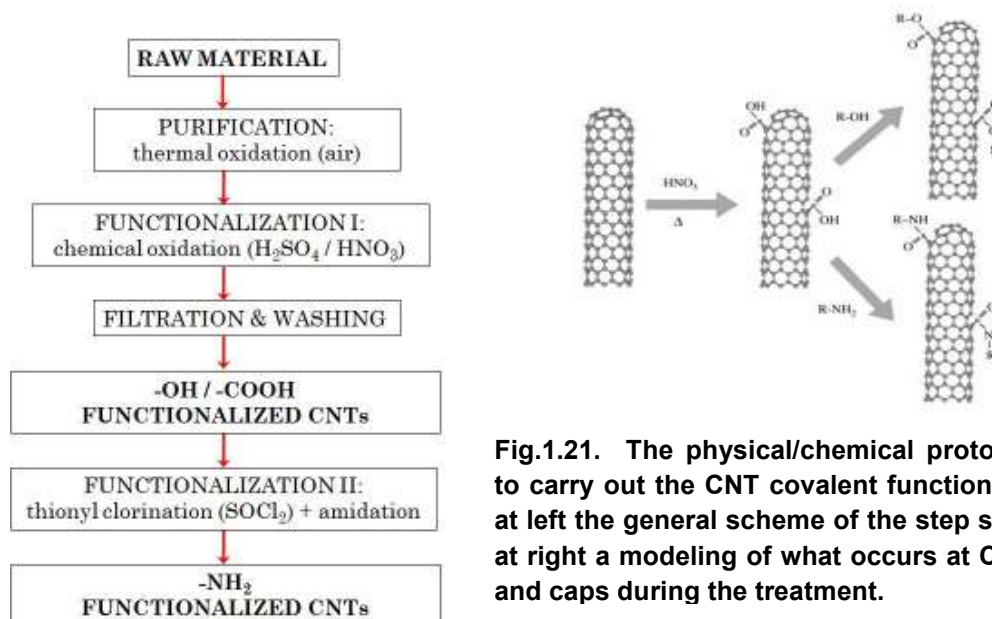 RAW MATERIAL
PURIFICATION:
thermal oxidation (air)
FUNCTIONALIZATION I:
chemical oxidation (H₂SO₄ / HNO₃)
FILTRATION & WASHING
-OH / -COOH
FUNCTIONALIZED CNTs
FUNCTIONALIZATION II:
thionyl clorination (SOCl₂) + amidation
-NH₂
FUNCTIONALIZED CNTs
HNO₃
Δ
OH
O
O
OH
R-OH
R-NH₂
R-O
O
R-NH
O
Fig.1.21. The physical/chemical proto
to carry out the CNT covalent function
at left the general scheme of the step s
at right a modeling of what occurs at C
and caps during the treatment.